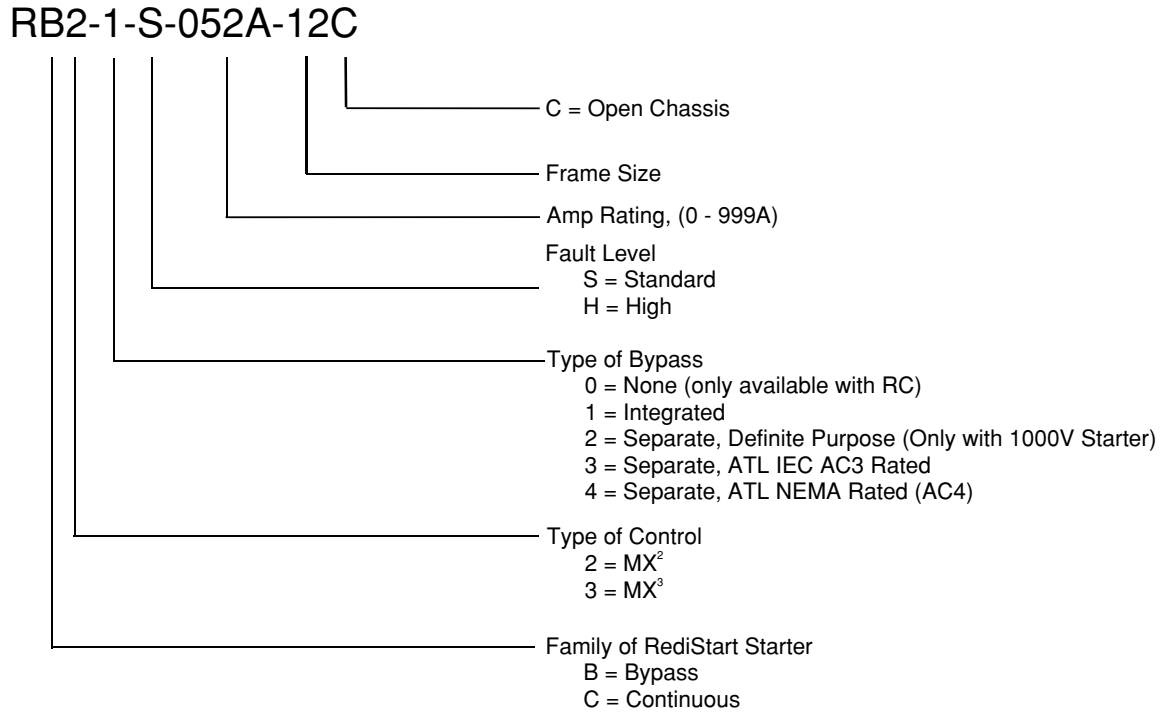 RB2-1-S-052A-12C
C = Open Chassis
Frame Size
Amp Rating, (0 - 999A)
Fault Level
S = Standard
H = High
Type of Bypass
0 = None (only available with RC)
1 = Integrated
2 = Separate, Definite Purpose (Only with 1000V Starter)
3 = Separate, ATL IEC AC3 Rated
4 = Separate, ATL NEMA Rated (AC4)
Type of Control
2 = MX²
3 = MX³
Family of RediStart Starter
B = Bypass
C = Continuous